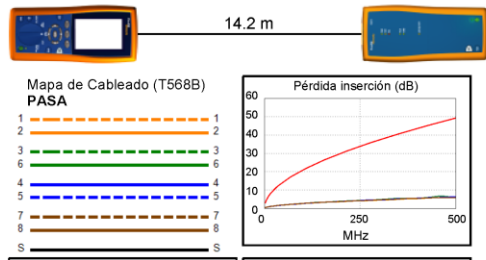 14.2 m
Mapa de Cableado (T568B)
PASA
1 1
2 2
3 3
6 6
4 4
5 5
7 7
8 8
S S
Pérdida inserción (dB)
60
50
40
30
20
10
0
0 250 500
MHz